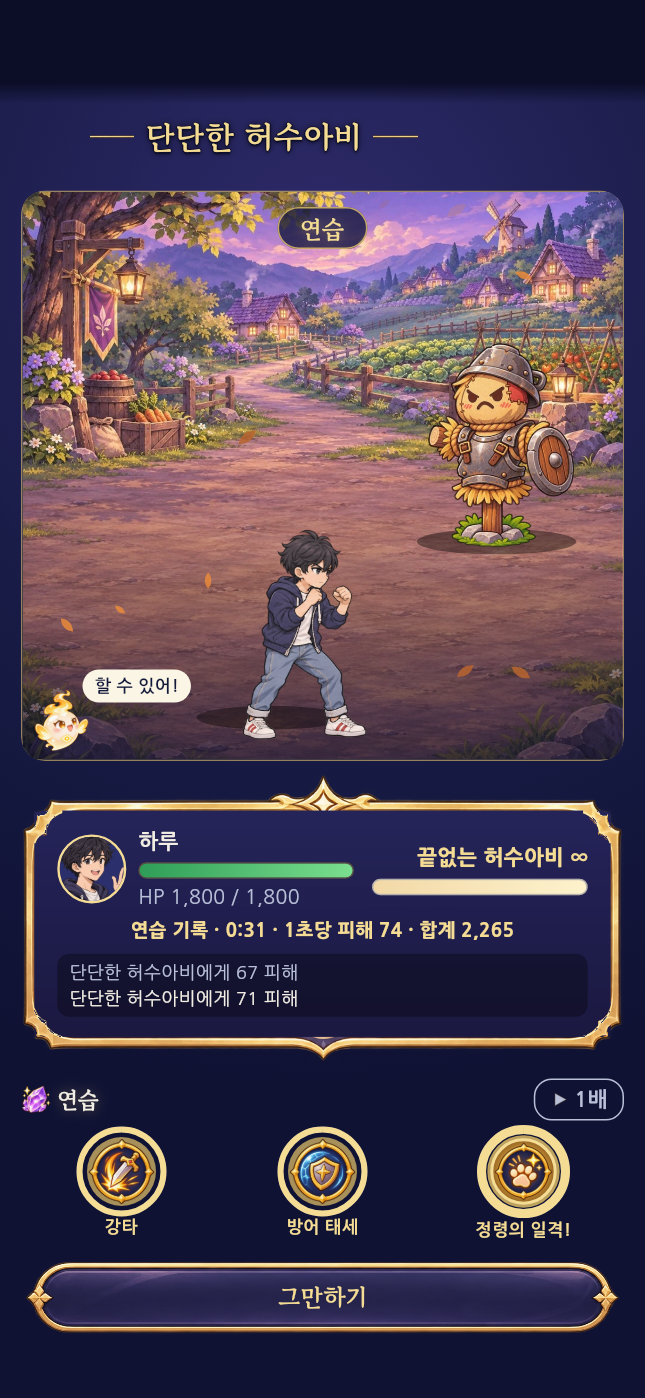 단단한 허수아비
연습
할 수 있어!
하루
HP 1,800 / 1,800
끝없는 허수아비 ∞
연습 기록 · 0:31 · 1초당 피해 74 · 합계 2,265
단단한 허수아비에게 67 피해
단단한 허수아비에게 71 피해
연습
▶ 1배
강타
방어 태세
정령의 일격!
그만하기